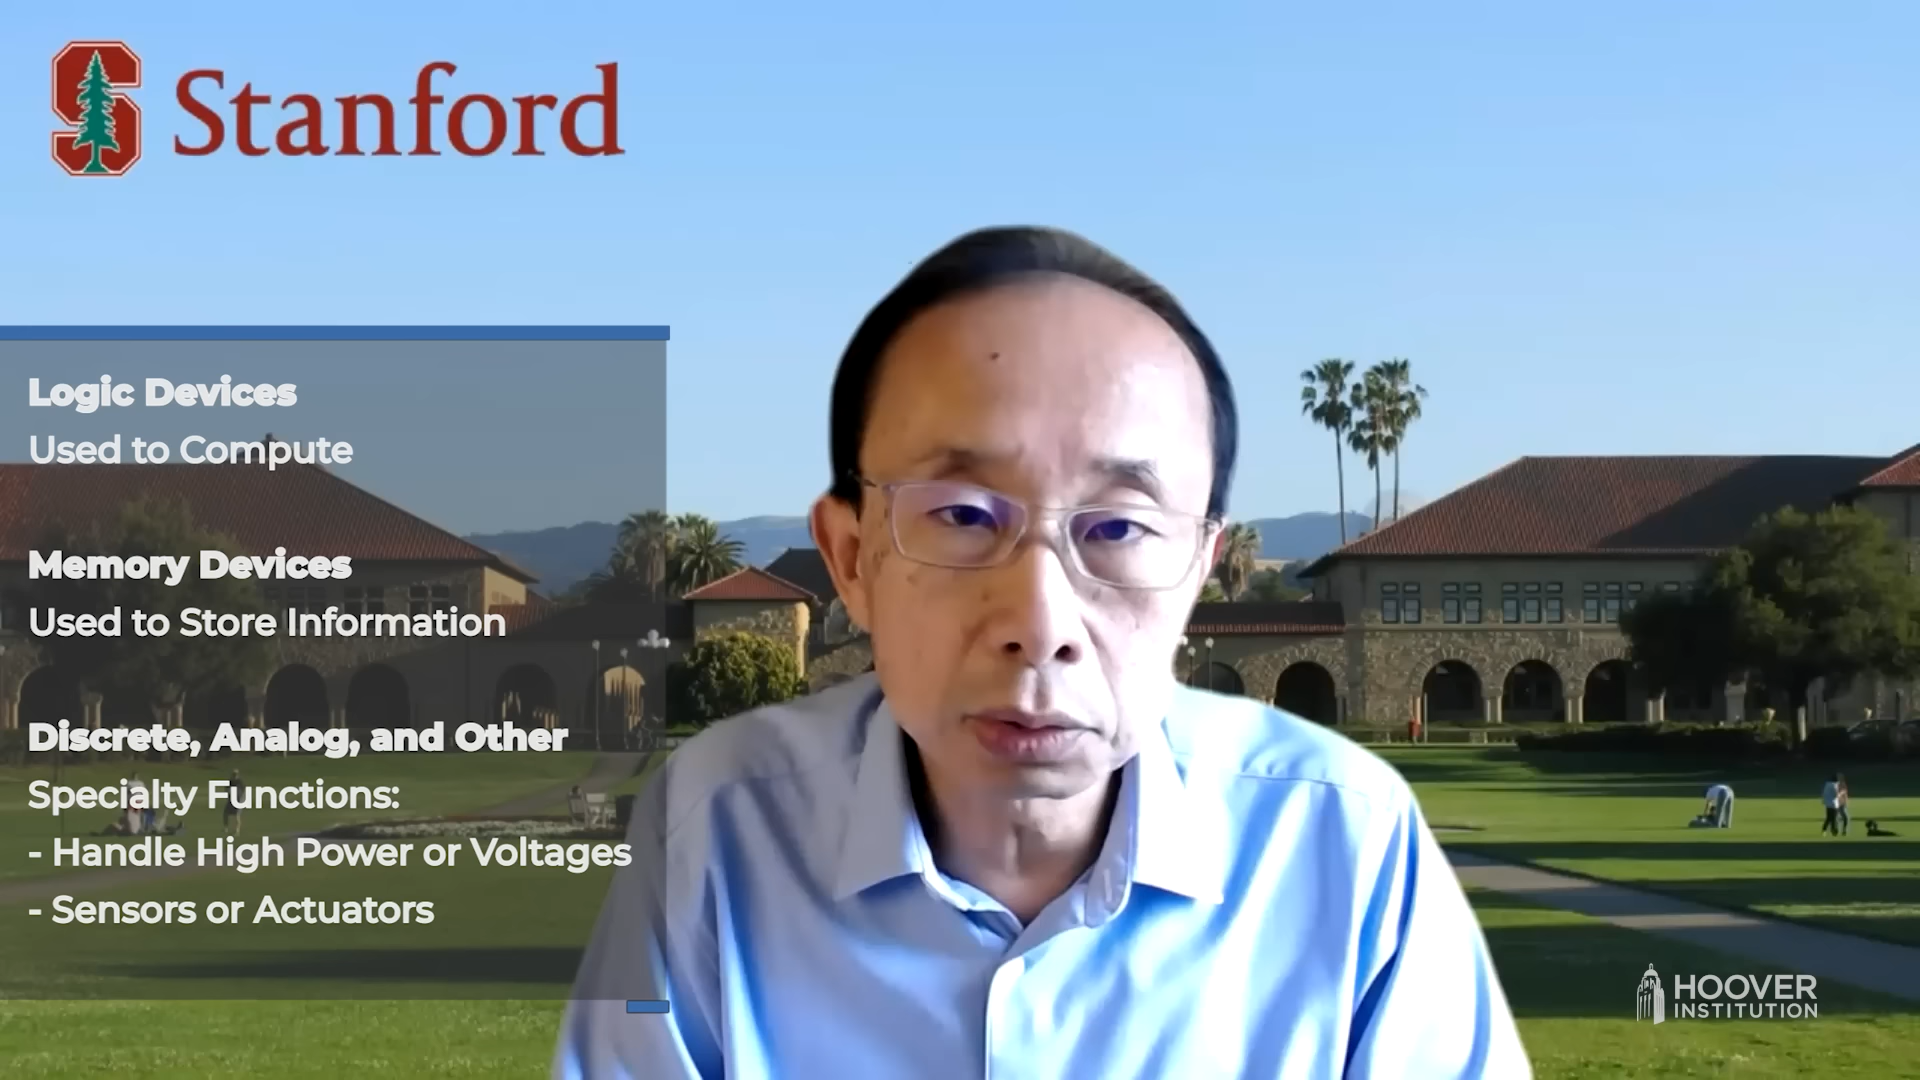 Stanford
Logic Devices
Used to Compute
Memory Devices
Used to Store Information
Discrete, Analog, and Other
Specialty Functions:
- Handle High Power or Voltages
- Sensors or Actuators
HOOVER
INSTITUTION